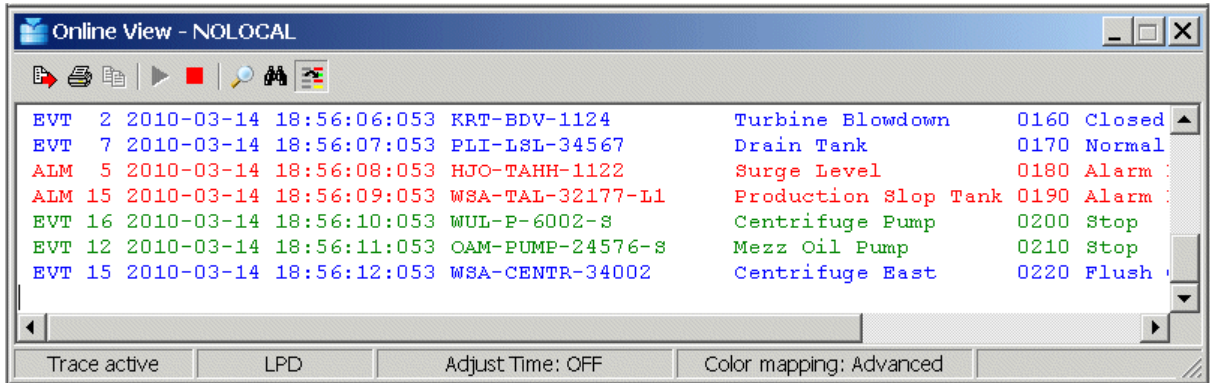 Online View - NOLOCAL
EVT 2 2010-03-14 18:56:06:053 KRT-BDV-1124 Turbine Blowdown 0160 Closed
EVT 7 2010-03-14 18:56:07:053 PLI-LSL-34567 Drain Tank 0170 Normal
ALM 5 2010-03-14 18:56:08:053 HJO-TAHH-1122 Surge Level 0180 Alarm
ALM 15 2010-03-14 18:56:09:053 WSA-TAL-32177-L1 Production Slop Tank 0190 Alarm
EVT 16 2010-03-14 18:56:10:053 WUL-P-6002-S Centrifuge Pump 0200 Stop
EVT 12 2010-03-14 18:56:11:053 OAM-PUMP-24576-S Mezz Oil Pump 0210 Stop
EVT 15 2010-03-14 18:56:12:053 WSA-CENTR-34002 Centrifuge East 0220 Flush
Trace active LPD Adjust Time: OFF Color mapping: Advanced